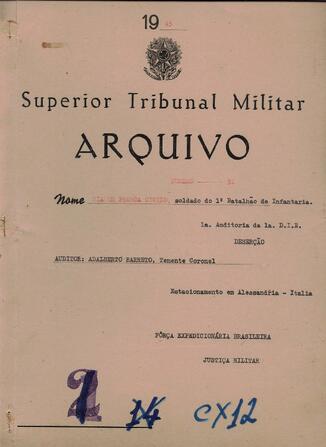 19 45
Superior Tribunal Militar
ARQUIVO
Nome soldado do 1º Batalhão de Infantaria.
1a. Auditoria da 1a. D.I.E.
DESERÇÃO
AUDITOR: ADALBERTO BARRETO, Tenente Coronel
Estacionamento em Alessandria - Italia
FÔRÇA EXPEDICIONÁRIA BRASILEIRA
JUSTIÇA MILITAR
14 CX12